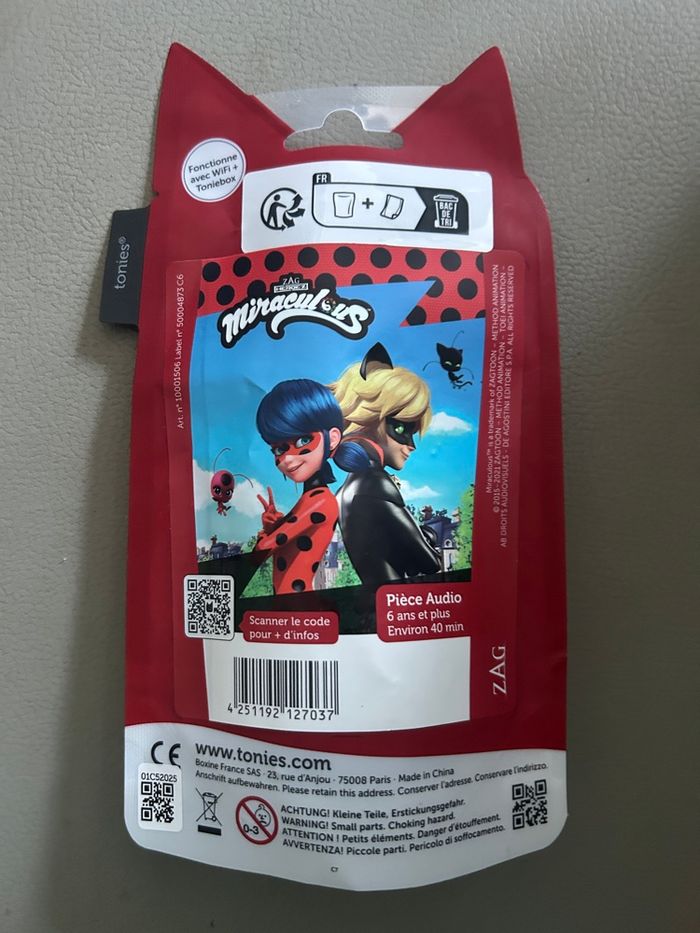 Fonctionne
avec WiFi +
Toniebox
FR
BAC
DE
TRI
tonies®
Art. n° 10001506 Label n° 50004873 C6
ZAG
HEROEZ
Miraculous
Miraculous™ is a trademark of ZAGTOON – METHOD ANIMATION
© 2015-2021 ZAGTOON – METHOD ANIMATION – TOEI ANIMATION –
AB DROITS AUDIOVISUELS - DE AGOSTINI EDITORE S.P.A. ALL RIGHTS RESERVED
Scanner le code
pour + d'infos
Pièce Audio
6 ans et plus
Environ 40 min
ZAG
4 251192 127037
CE
www.tonies.com
Boxine France SAS · 23, rue d'Anjou · 75008 Paris · Made in China
Anschrift aufbewahren. Please retain this address. Conserver l'adresse. Conservare l'indirizzo.
01C52025
0-3
ACHTUNG! Kleine Teile, Erstickungsgefahr.
WARNING! Small parts. Choking hazard.
ATTENTION ! Petits éléments. Danger d'étouffement.
AVVERTENZA! Piccole parti. Pericolo di soffocamento.
C7